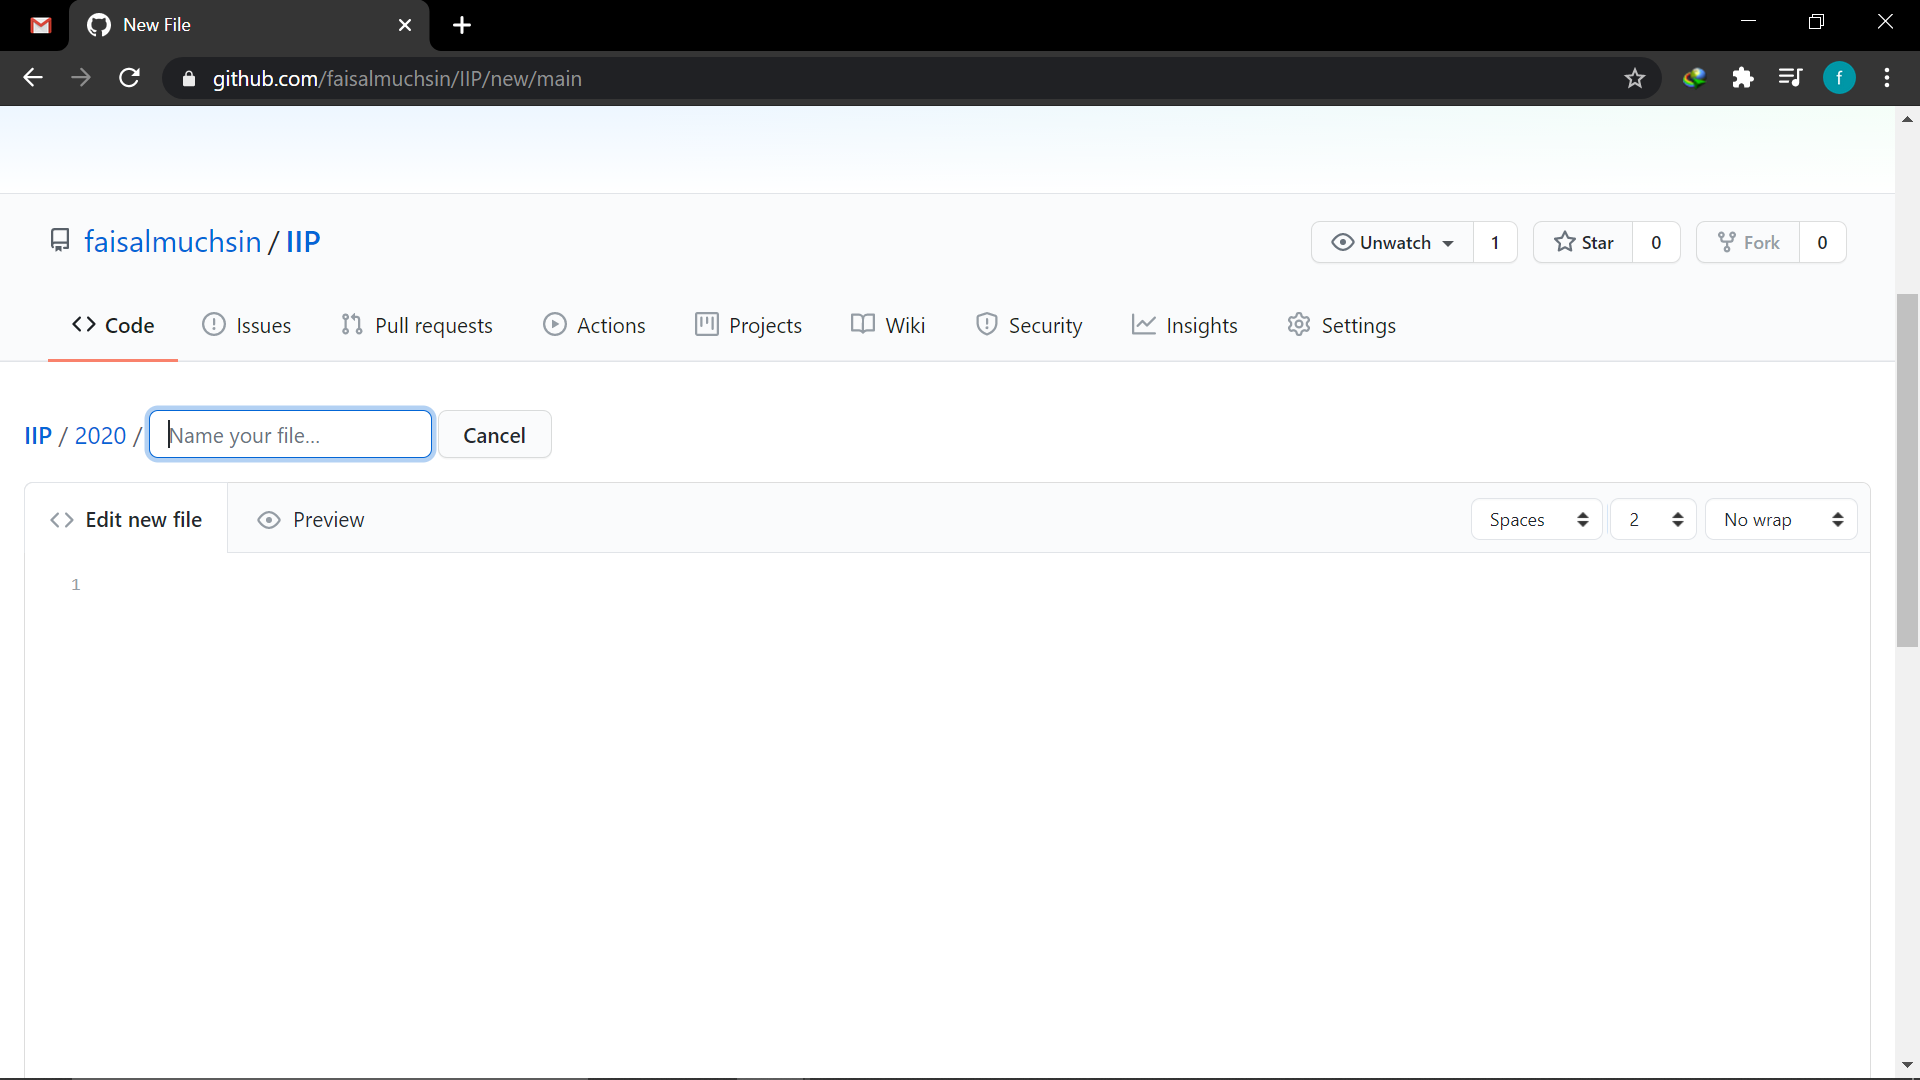 New File
github.com/faisalmuchsin/IIP/new/main
f
faisalmuchsin / IIP
Unwatch 1 Star 0 Fork 0
Code Issues Pull requests Actions Projects Wiki Security Insights Settings
IIP / 2020 / Name your file... Cancel
Edit new file Preview Spaces 2 No wrap
1